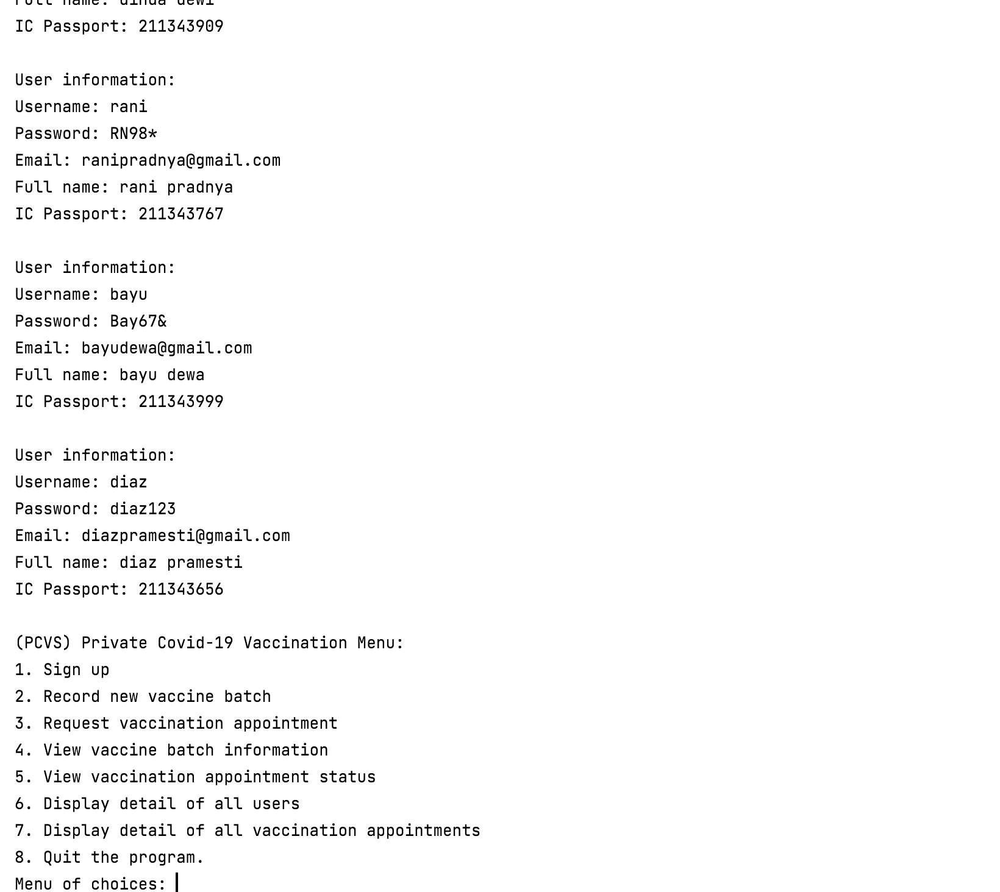 Full name: dinda dewi
IC Passport: 211343909
User information:
Username: rani
Password: RN98*
Email: ranipradnya@gmail.com
Full name: rani pradnya
IC Passport: 211343767
User information:
Username: bayu
Password: Bay67&
Email: bayudewa@gmail.com
Full name: bayu dewa
IC Passport: 211343999
User information:
Username: diaz
Password: diaz123
Email: diazpramesti@gmail.com
Full name: diaz pramesti
IC Passport: 211343656
(PCVS) Private Covid-19 Vaccination Menu:
1. Sign up
2. Record new vaccine batch
3. Request vaccination appointment
4. View vaccine batch information
5. View vaccination appointment status
6. Display detail of all users
7. Display detail of all vaccination appointments
8. Quit the program.
Menu of choices: